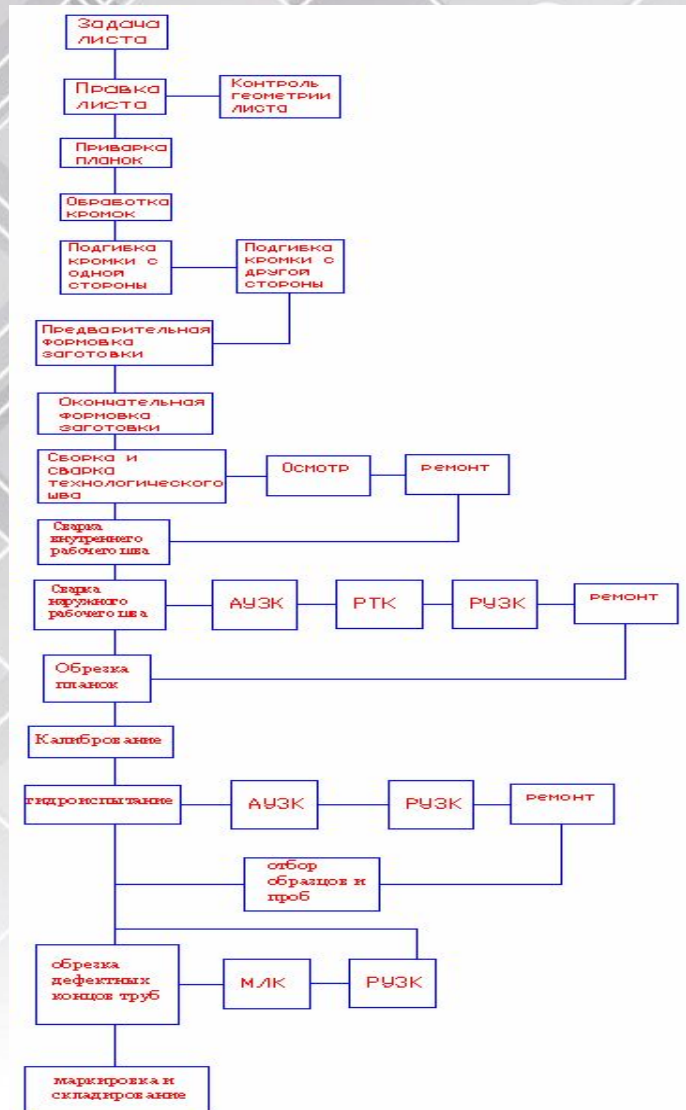 Задача
листа
Правка
листа
Контроль
геометрии
листа
Приварка
планок
Обработка
кромок
Подгибка
кромки с
одной
стороны
Подгибка
кромки с
другой
стороны
Предварительная
формовка
заготовки
Окончательная
формовка
заготовки
Сборка и
сварка
технологического
шва
Осмотр
ремонт
Сварка
внутреннего
рабочего шва
Сварка
наружного
рабочего шва
АУЗК
РТК
РУЗК
ремонт
Обрезка
планок
Калибрование
гидроиспытание
АУЗК
РУЗК
ремонт
отбор
образцов и
проб
обрезка
дефектных
концов труб
МЛК
РУЗК
маркировка и
складирование